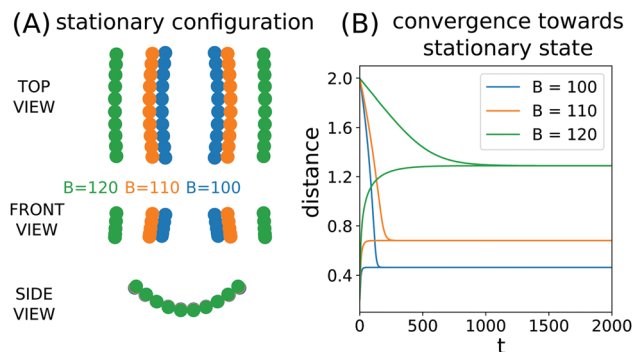 (A) stationary configuration
TOP
VIEW
B=120 B=110 B=100
FRONT
VIEW
SIDE
VIEW
(B) convergence towards
stationary state
B = 100
B = 110
B = 120
2.0
1.6
1.2
0.8
0.4
distance
0 500 1000 1500 2000
t